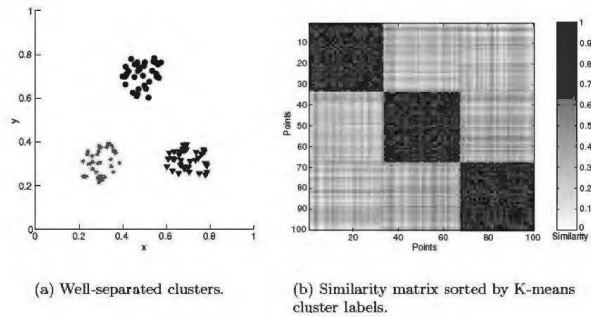 1
0.8
0.6
y
0.4
0.2
0
0 0.2 0.4 0.6 0.8 1
x
10
20
30
40
50
60
70
80
90
100
Points
20 40 60 80 100
Points
1
0.9
0.8
0.7
0.6
0.5
0.4
0.3
0.2
0.1
0
Similarity
(a) Well-separated clusters.
(b) Similarity matrix sorted by K-means
cluster labels.